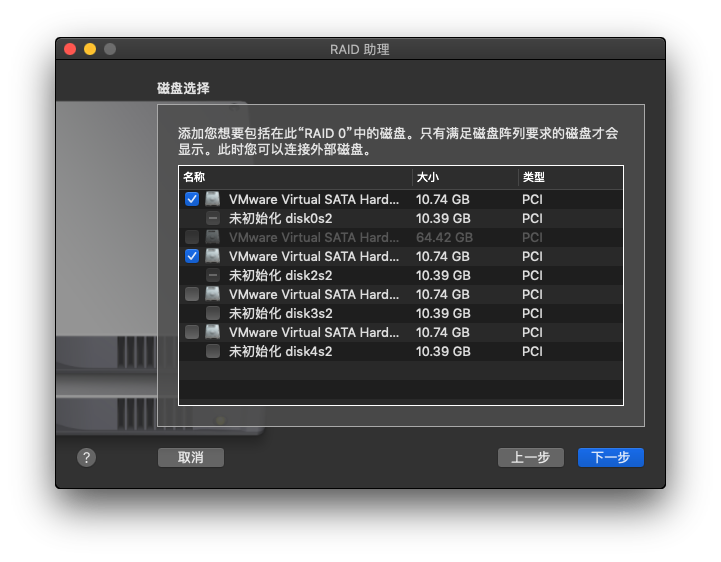 RAID 助理
磁盘选择
添加您想要包括在此“RAID 0”中的磁盘。只有满足磁盘阵列要求的磁盘才会
显示。此时您可以连接外部磁盘。
名称 大小 类型
VMware Virtual SATA Hard... 10.74 GB PCI
未初始化 disk0s2 10.39 GB PCI
VMware Virtual SATA Hard... 64.42 GB PCI
VMware Virtual SATA Hard... 10.74 GB PCI
未初始化 disk2s2 10.39 GB PCI
VMware Virtual SATA Hard... 10.74 GB PCI
未初始化 disk3s2 10.39 GB PCI
VMware Virtual SATA Hard... 10.74 GB PCI
未初始化 disk4s2 10.39 GB PCI
? 取消 上一步 下一步